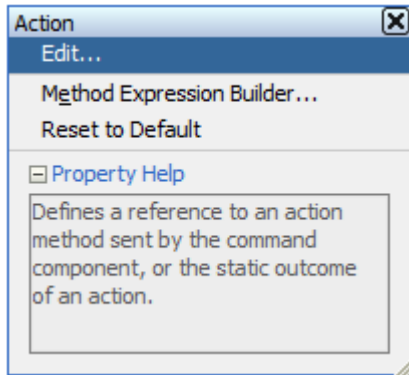 Action
Edit...
Method Expression Builder...
Reset to Default
Property Help
Defines a reference to an action
method sent by the command
component, or the static outcome
of an action.